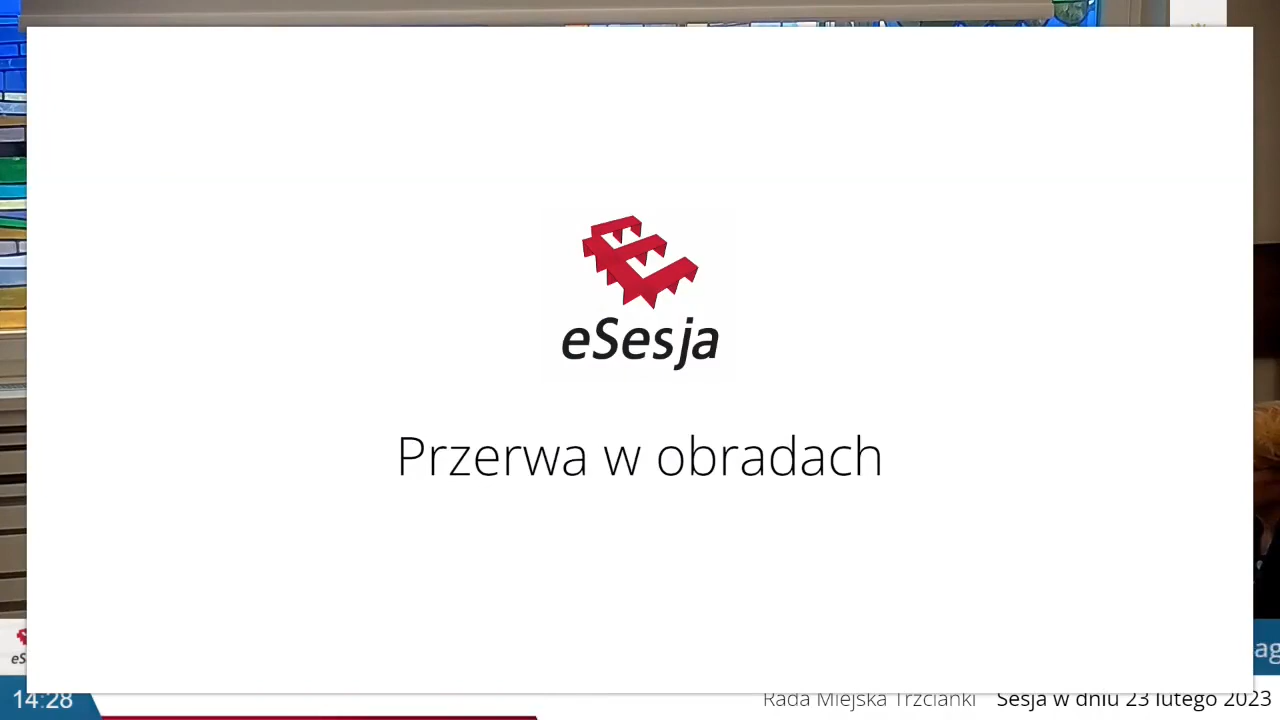 eSesja
Przerwa w obradach
14:28
Rada Miejska Trzcianki Sesja w dniu 23 lutego 2023